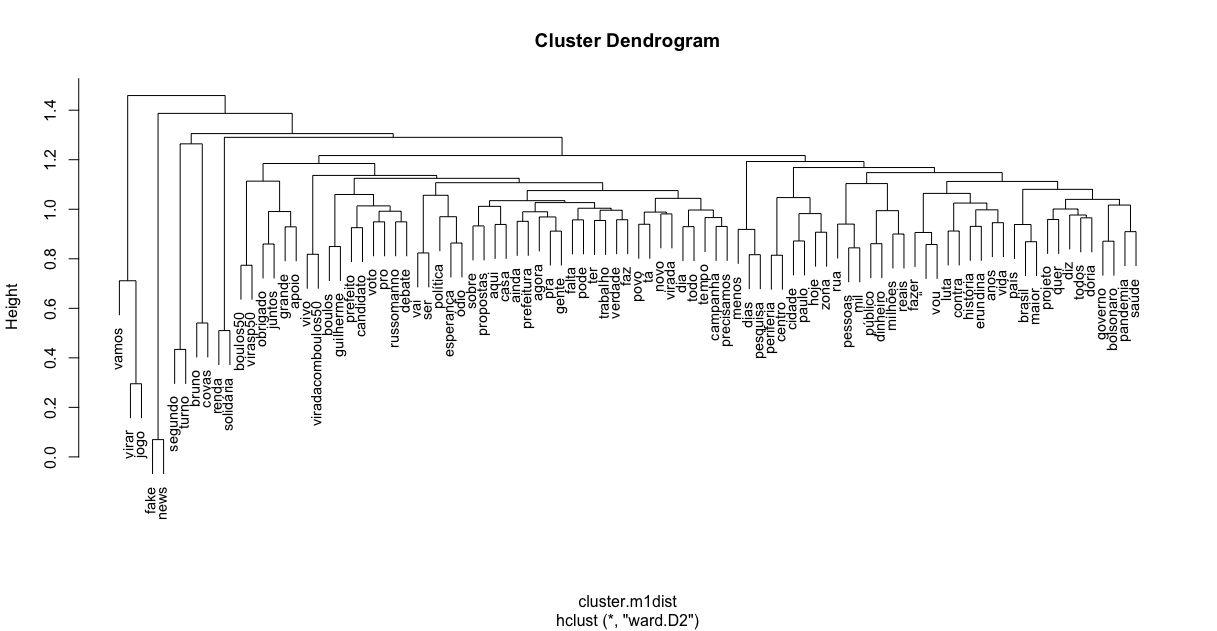 Cluster Dendrogram
Height
1.4
1.2
1.0
0.8
0.6
0.4
0.2
0.0
vamos
virar
jogo
fake
news
segundo
turno
bruno
covas
renda
solidária
boulos50
virasp50
obrigado
juntos
grande
apoio
vivo
viradacomboulos50
boulos
guilherme
prefeito
candidato
voto
pro
russomanno
debate
vai
ser
política
esperança
ódio
sobre
propostas
aqui
casa
ainda
prefeitura
agora
pra
gente
falta
pode
ter
trabalho
verdade
faz
povo
tá
novo
virada
dia
todo
tempo
campanha
precisamos
menos
dias
pesquisa
periferia
centro
cidade
paulo
hoje
zona
rua
pessoas
mil
público
dinheiro
milhões
reais
fazer
“
vou
luta
contra
história
erundina
anos
vida
país
brasil
maior
projeto
quer
diz
todos
doria
governo
bolsonaro
pandemia
saúde
cluster.m1dist
hclust (*, "ward.D2")